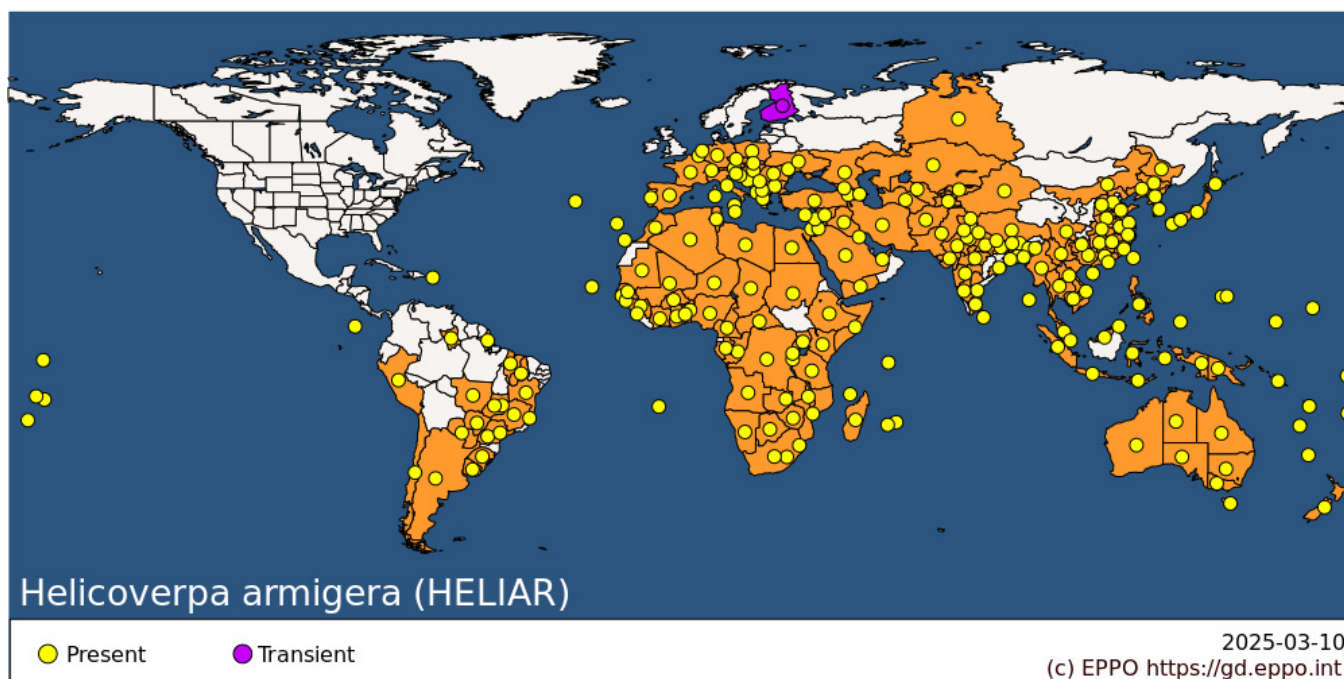 Helicoverpa armigera (HELIAR)
Present
Transient
2025-03-10
(c) EPPO https://gd.eppo.int